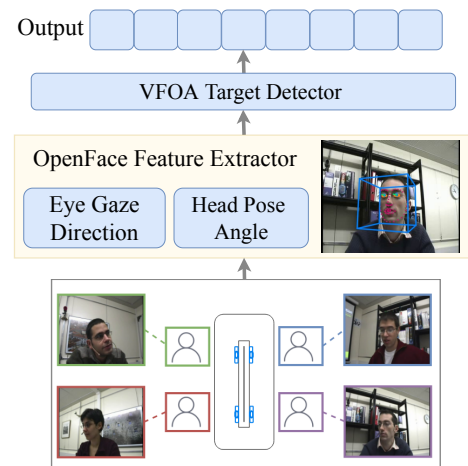 Output
VFOA Target Detector
OpenFace Feature Extractor
Eye Gaze
Direction
Head Pose
Angle